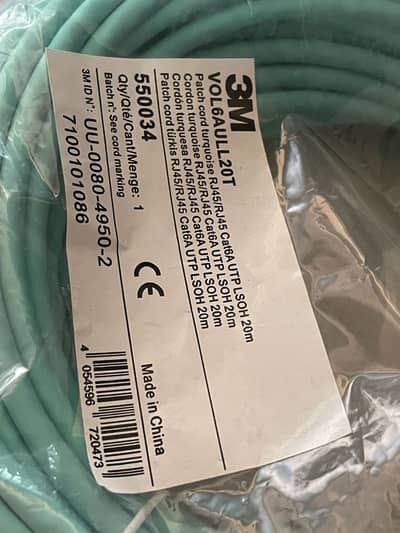 3M
VOL6AULL20T
Patch cord turquoise RJ45/RJ45 Cat6A UTP LSOH 20m
Cordon turquoise RJ45/RJ45 Cat6A UTP LSOH 20m
Cordón turquesa RJ45/RJ45 Cat6A UTP LSOH 20m
Patch cord türkis RJ45/RJ45 Cat6A UTP LSOH 20m
550034
Qty/Qté/Cant/Menge: 1
Batch n°: See cord marking
3M ID N°: UU-0080-4950-2
7100101086
CE
Made in China
4 054596 720473